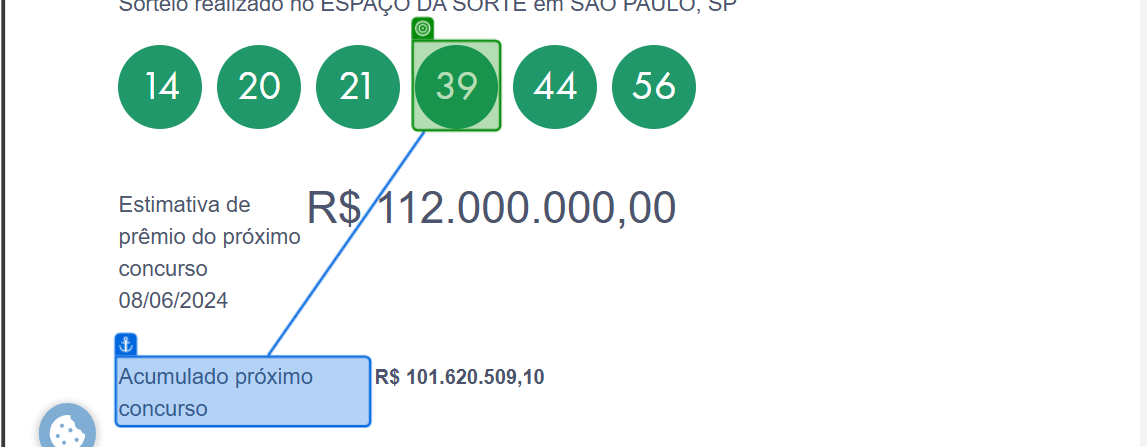 Sorteio realizado no ESPAÇO DA SORTE em SÃO PAULO, SP
14 20 21 39 44 56
Estimativa de
prêmio do próximo
concurso
08/06/2024
R$ 112.000.000,00
Acumulado próximo
concurso
R$ 101.620.509,10